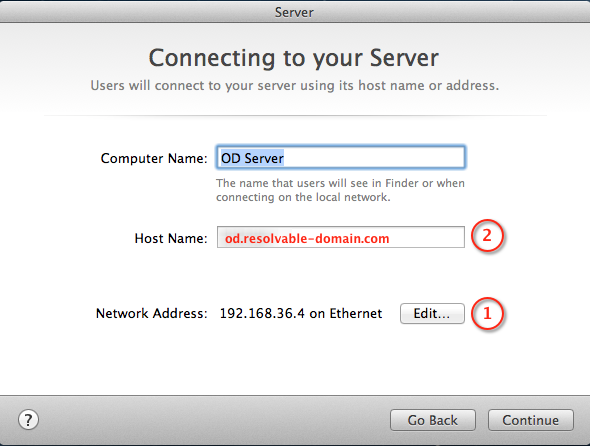 Server
Connecting to your Server
Users will connect to your server using its host name or address.
Computer Name: OD Server
The name that users will see in Finder or when
connecting on the local network.
Host Name: od.resolvable-domain.com 2
Network Address: 192.168.36.4 on Ethernet Edit... 1
? Go Back Continue